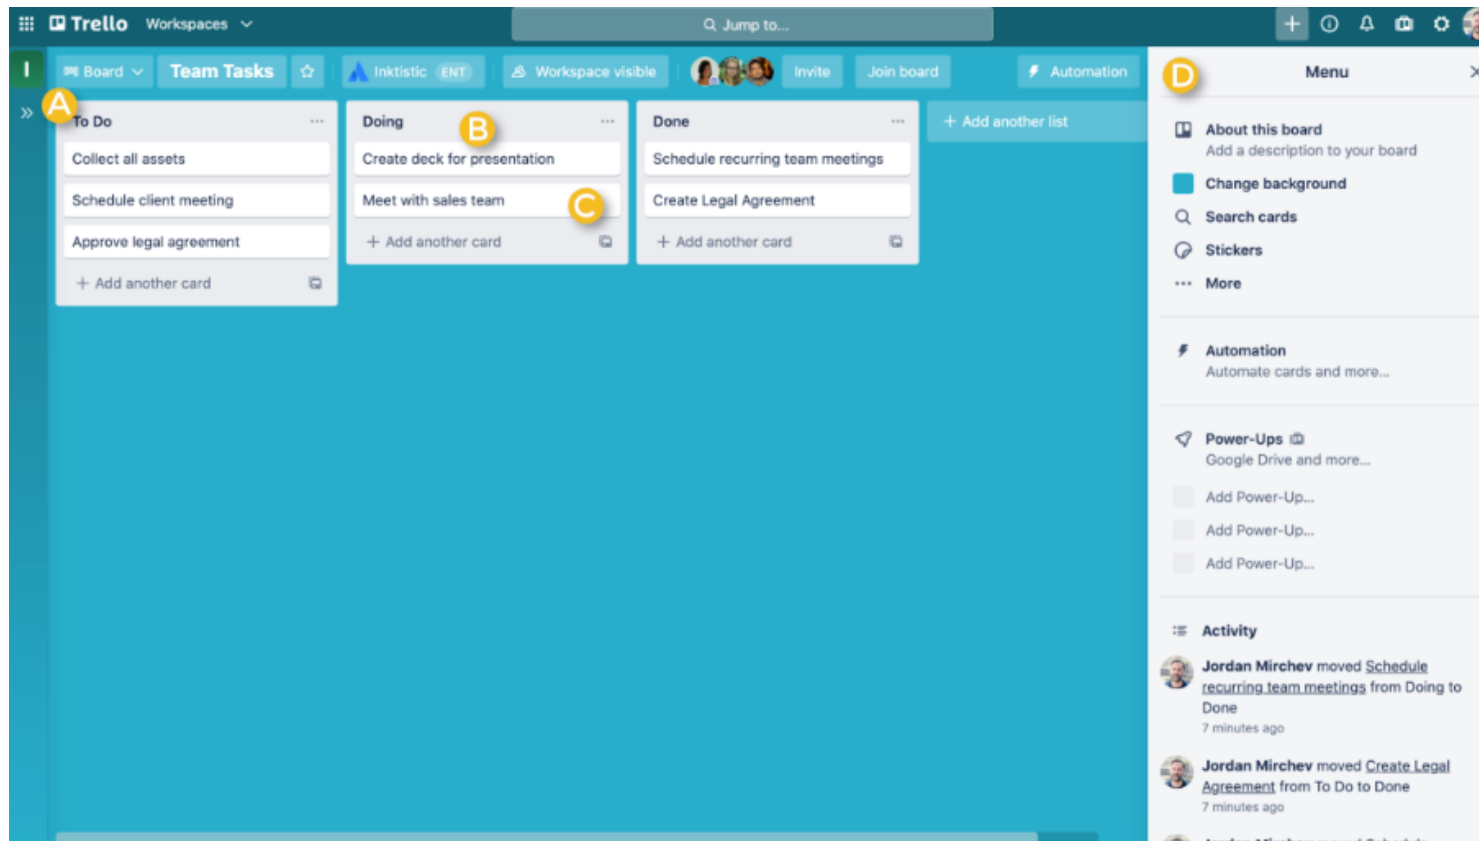 Trello Workspaces
Jump to...
I
Board Team Tasks Inktistic ENT Workspace visible Invite Join board Automation
A
To Do
Collect all assets
Schedule client meeting
Approve legal agreement
+ Add another card
Doing
B
Create deck for presentation
Meet with sales team
C
+ Add another card
Done
Schedule recurring team meetings
Create Legal Agreement
+ Add another card
+ Add another list
D
Menu
About this board
Add a description to your board
Change background
Search cards
Stickers
More
Automation
Automate cards and more...
Power-Ups
Google Drive and more...
Add Power-Up...
Add Power-Up...
Add Power-Up...
Activity
Jordan Mirchev moved Schedule
recurring team meetings from Doing to
Done
7 minutes ago
Jordan Mirchev moved Create Legal
Agreement from To Do to Done
7 minutes ago